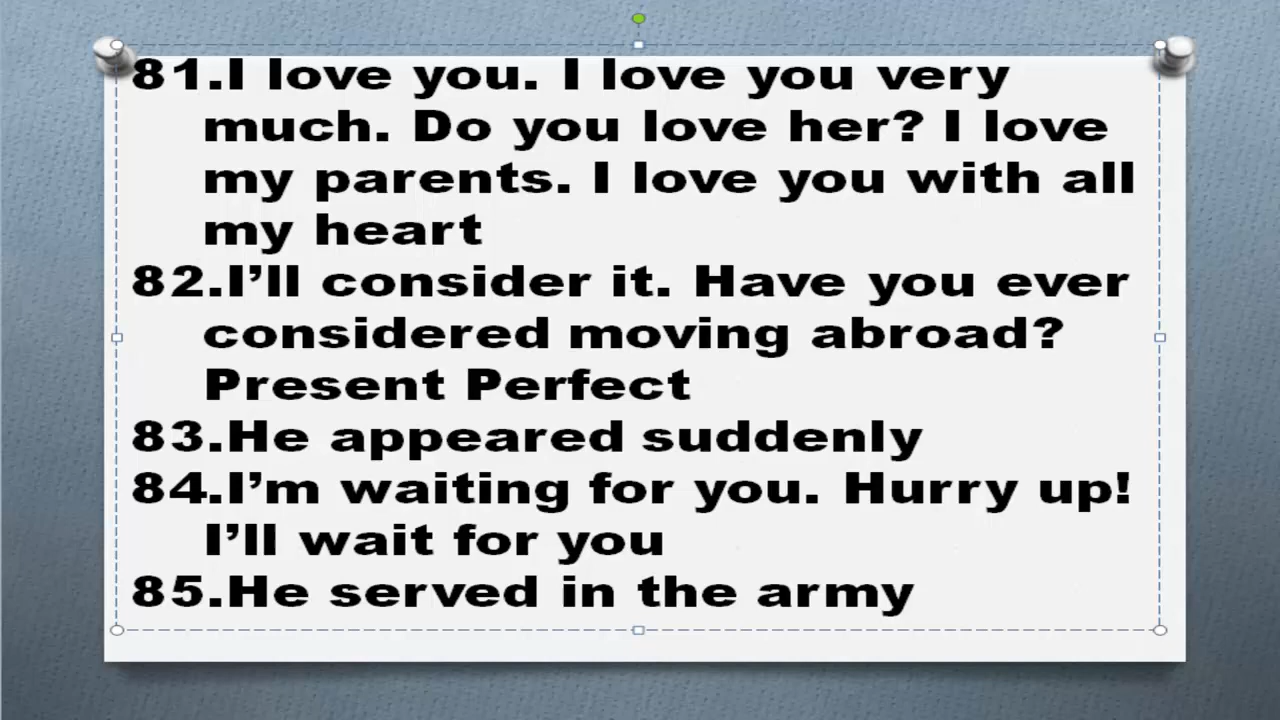 81.I love you. I love you very
much. Do you love her? I love
my parents. I love you with all
my heart
82.I’ll consider it. Have you ever
considered moving abroad?
Present Perfect
83.He appeared suddenly
84.I’m waiting for you. Hurry up!
I’ll wait for you
85.He served in the army